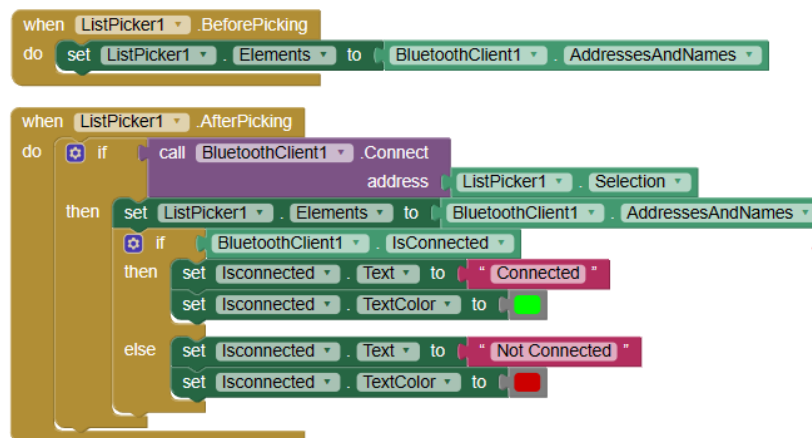 when ListPicker1 .BeforePicking
do set ListPicker1 . Elements to BluetoothClient1 . AddressesAndNames
when ListPicker1 .AfterPicking
do if call BluetoothClient1 .Connect
address ListPicker1 . Selection
then set ListPicker1 . Elements to BluetoothClient1 . AddressesAndNames
if BluetoothClient1 . IsConnected
then set Isconnected . Text to “ Connected ”
set Isconnected . TextColor to
else set Isconnected . Text to “ Not Connected ”
set Isconnected . TextColor to